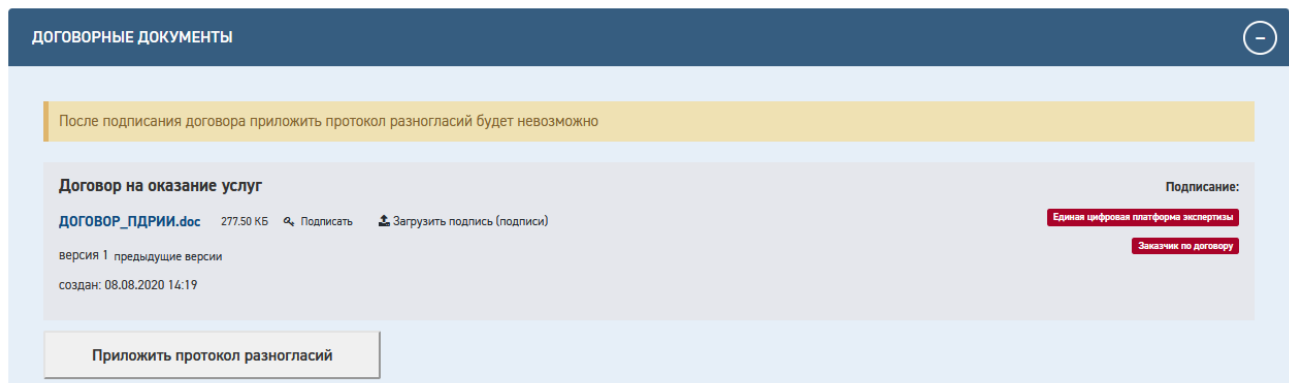 ДОГОВОРНЫЕ ДОКУМЕНТЫ
После подписания договора приложить протокол разногласий будет невозможно
Договор на оказание услуг
Подписание:
ДОГОВОР_ПДРИИ.doc 277.50 КБ Подписать Загрузить подпись (подписи)
Единая цифровая платформа экспертизы
Заказчик по договору
версия 1 предыдущие версии
создан: 08.08.2020 14:19
Приложить протокол разногласий